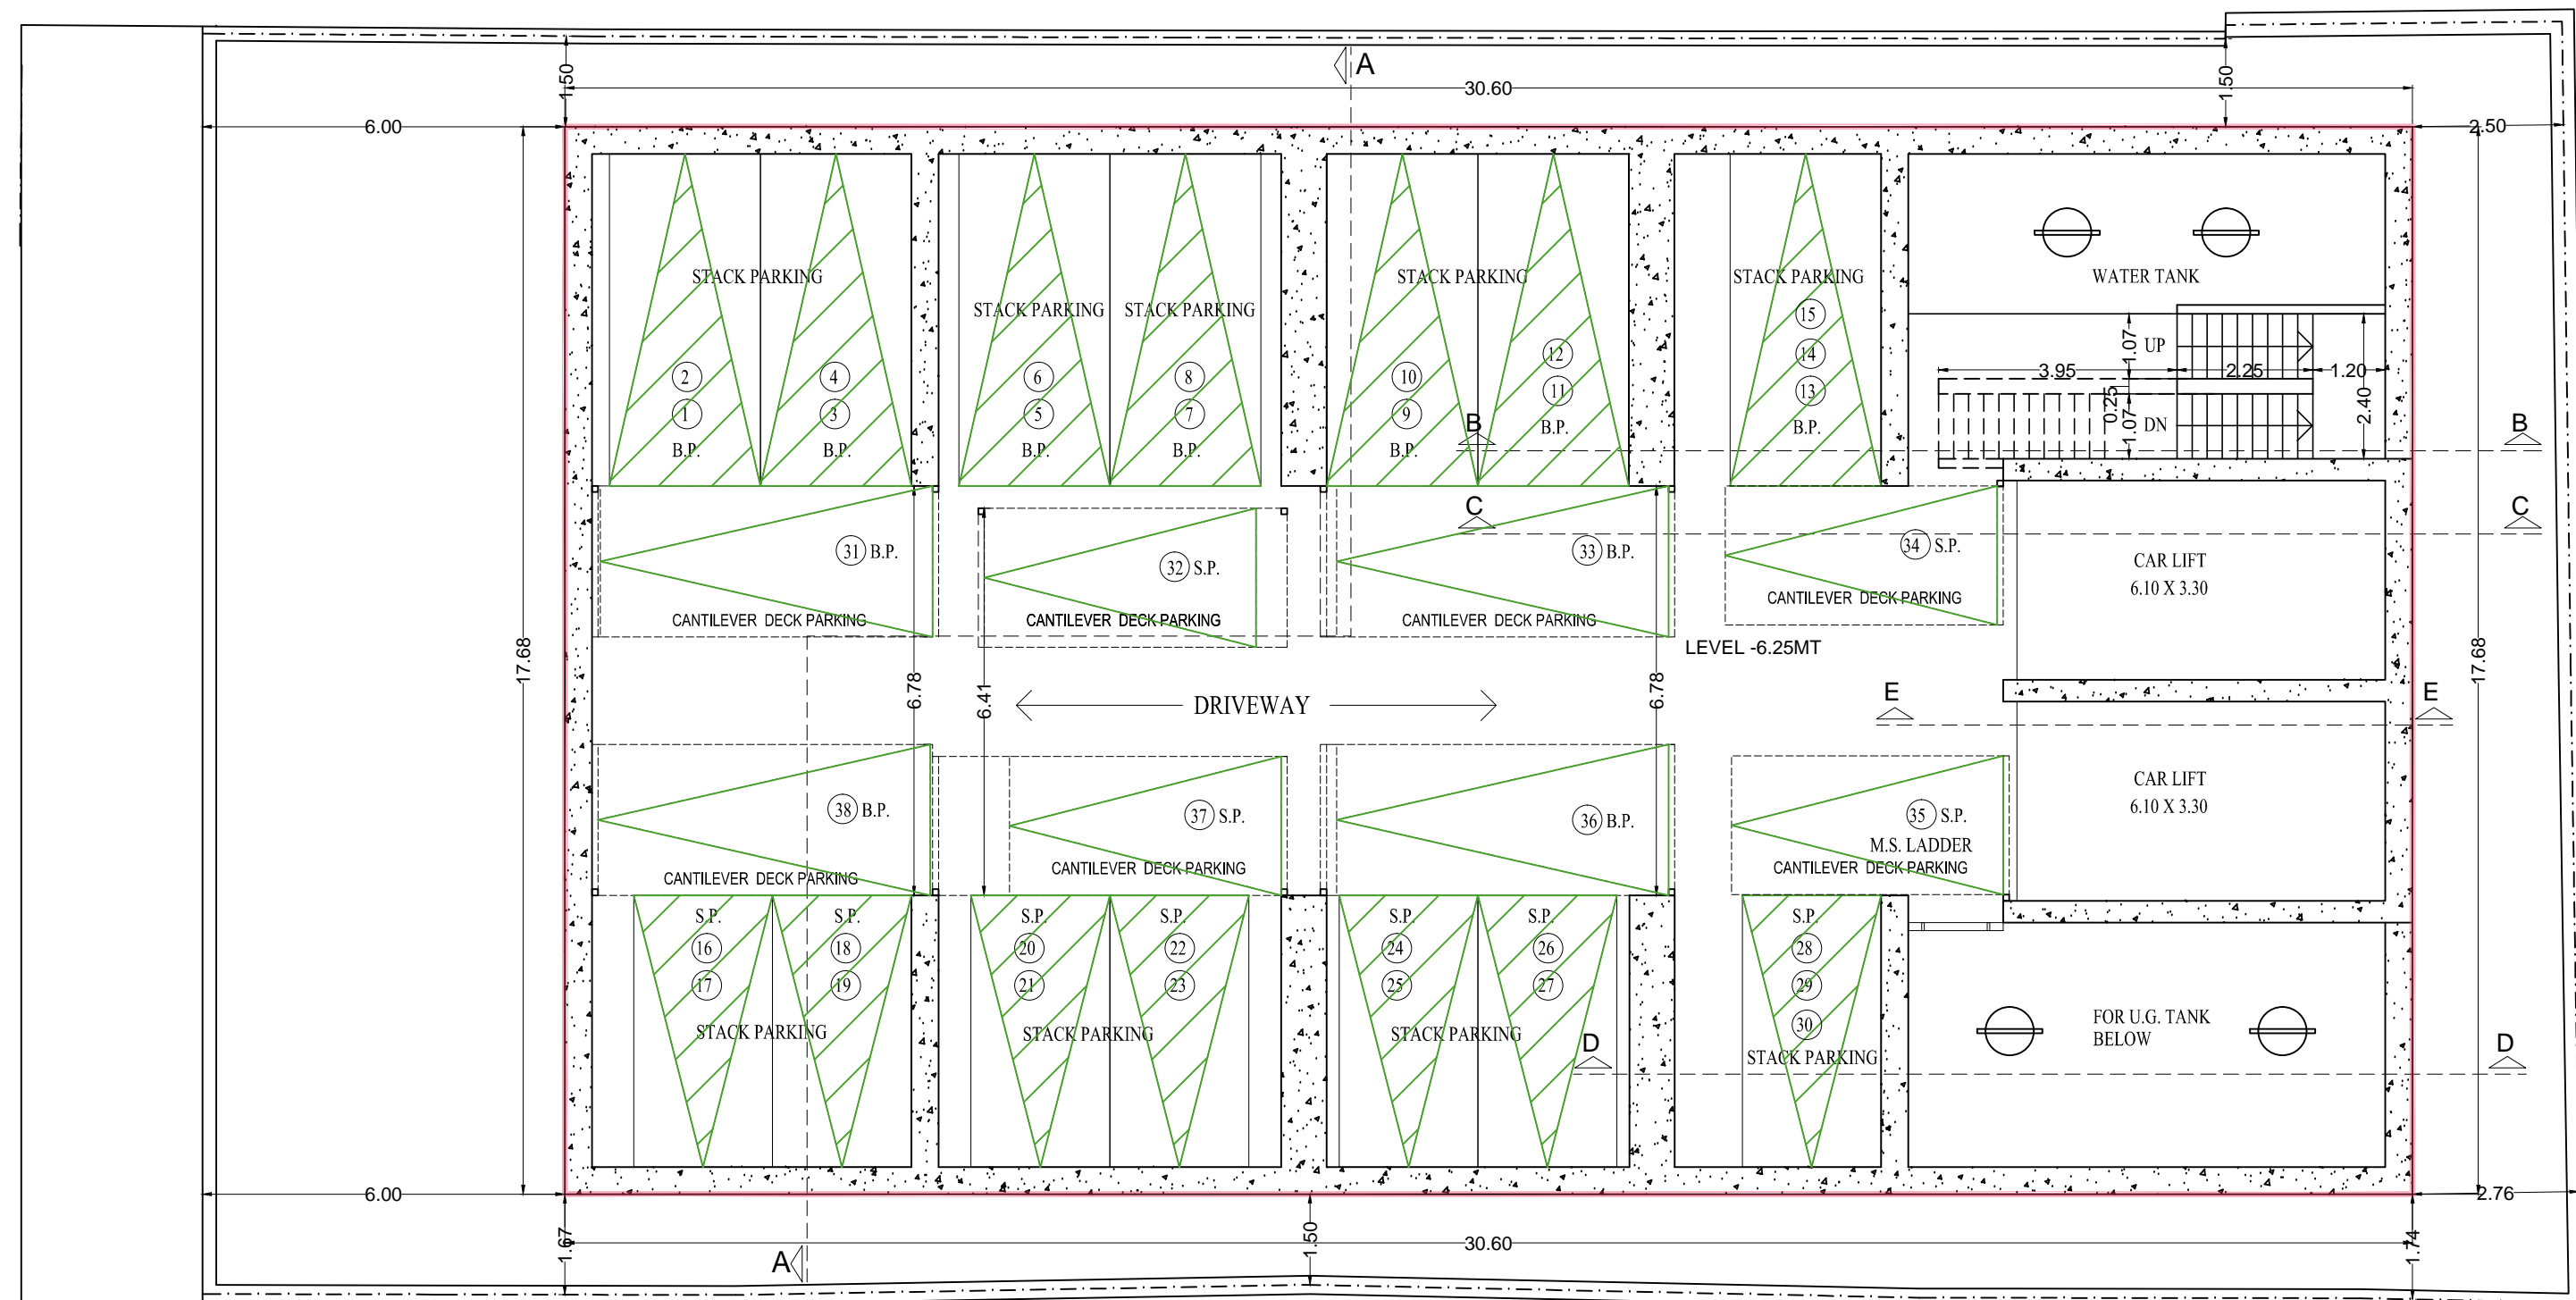 A
1.50
30.60
1.50
6.00
2.50
STACK PARKING
STACK PARKING
STACK PARKING
WATER TANK
STACK PARKING
STACK PARKING
15
UP
1.07
12
14
2
4
6
8
10
3.95
2.25
1.20
11
13
0.25
2.40
1
3
5
7
9
B.P.
B.P.
DN
1.07
B
B
B.P.
B.P.
B.P.
B.P.
B.P.
C
C
31 B.P.
32 S.P.
33 B.P.
34 S.P.
CAR LIFT
6.10 X 3.30
CANTILEVER DECK PARKING
CANTILEVER DECK PARKING
CANTILEVER DECK PARKING
CANTILEVER DECK PARKING
LEVEL -6.25MT
17.68
6.78
6.41
DRIVEWAY
6.78
E
E
17.68
CAR LIFT
6.10 X 3.30
38 B.P.
37 S.P.
36 B.P.
35 S.P.
M.S. LADDER
CANTILEVER DECK PARKING
CANTILEVER DECK PARKING
CANTILEVER DECK PARKING
S.P.
S.P.
S.P.
S.P.
S.P.
S.P.
S.P.
16
18
20
22
24
26
28
17
19
21
23
25
27
29
30
STACK PARKING
STACK PARKING
STACK PARKING
STACK PARKING
FOR U.G. TANK
BELOW
D
D
6.00
2.76
1.67
1.50
30.60
1.74
A